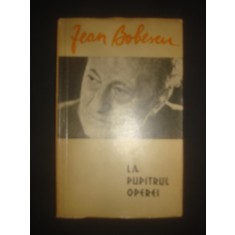 Jean Bobescu
LA
PUPITRUL
OPEREI